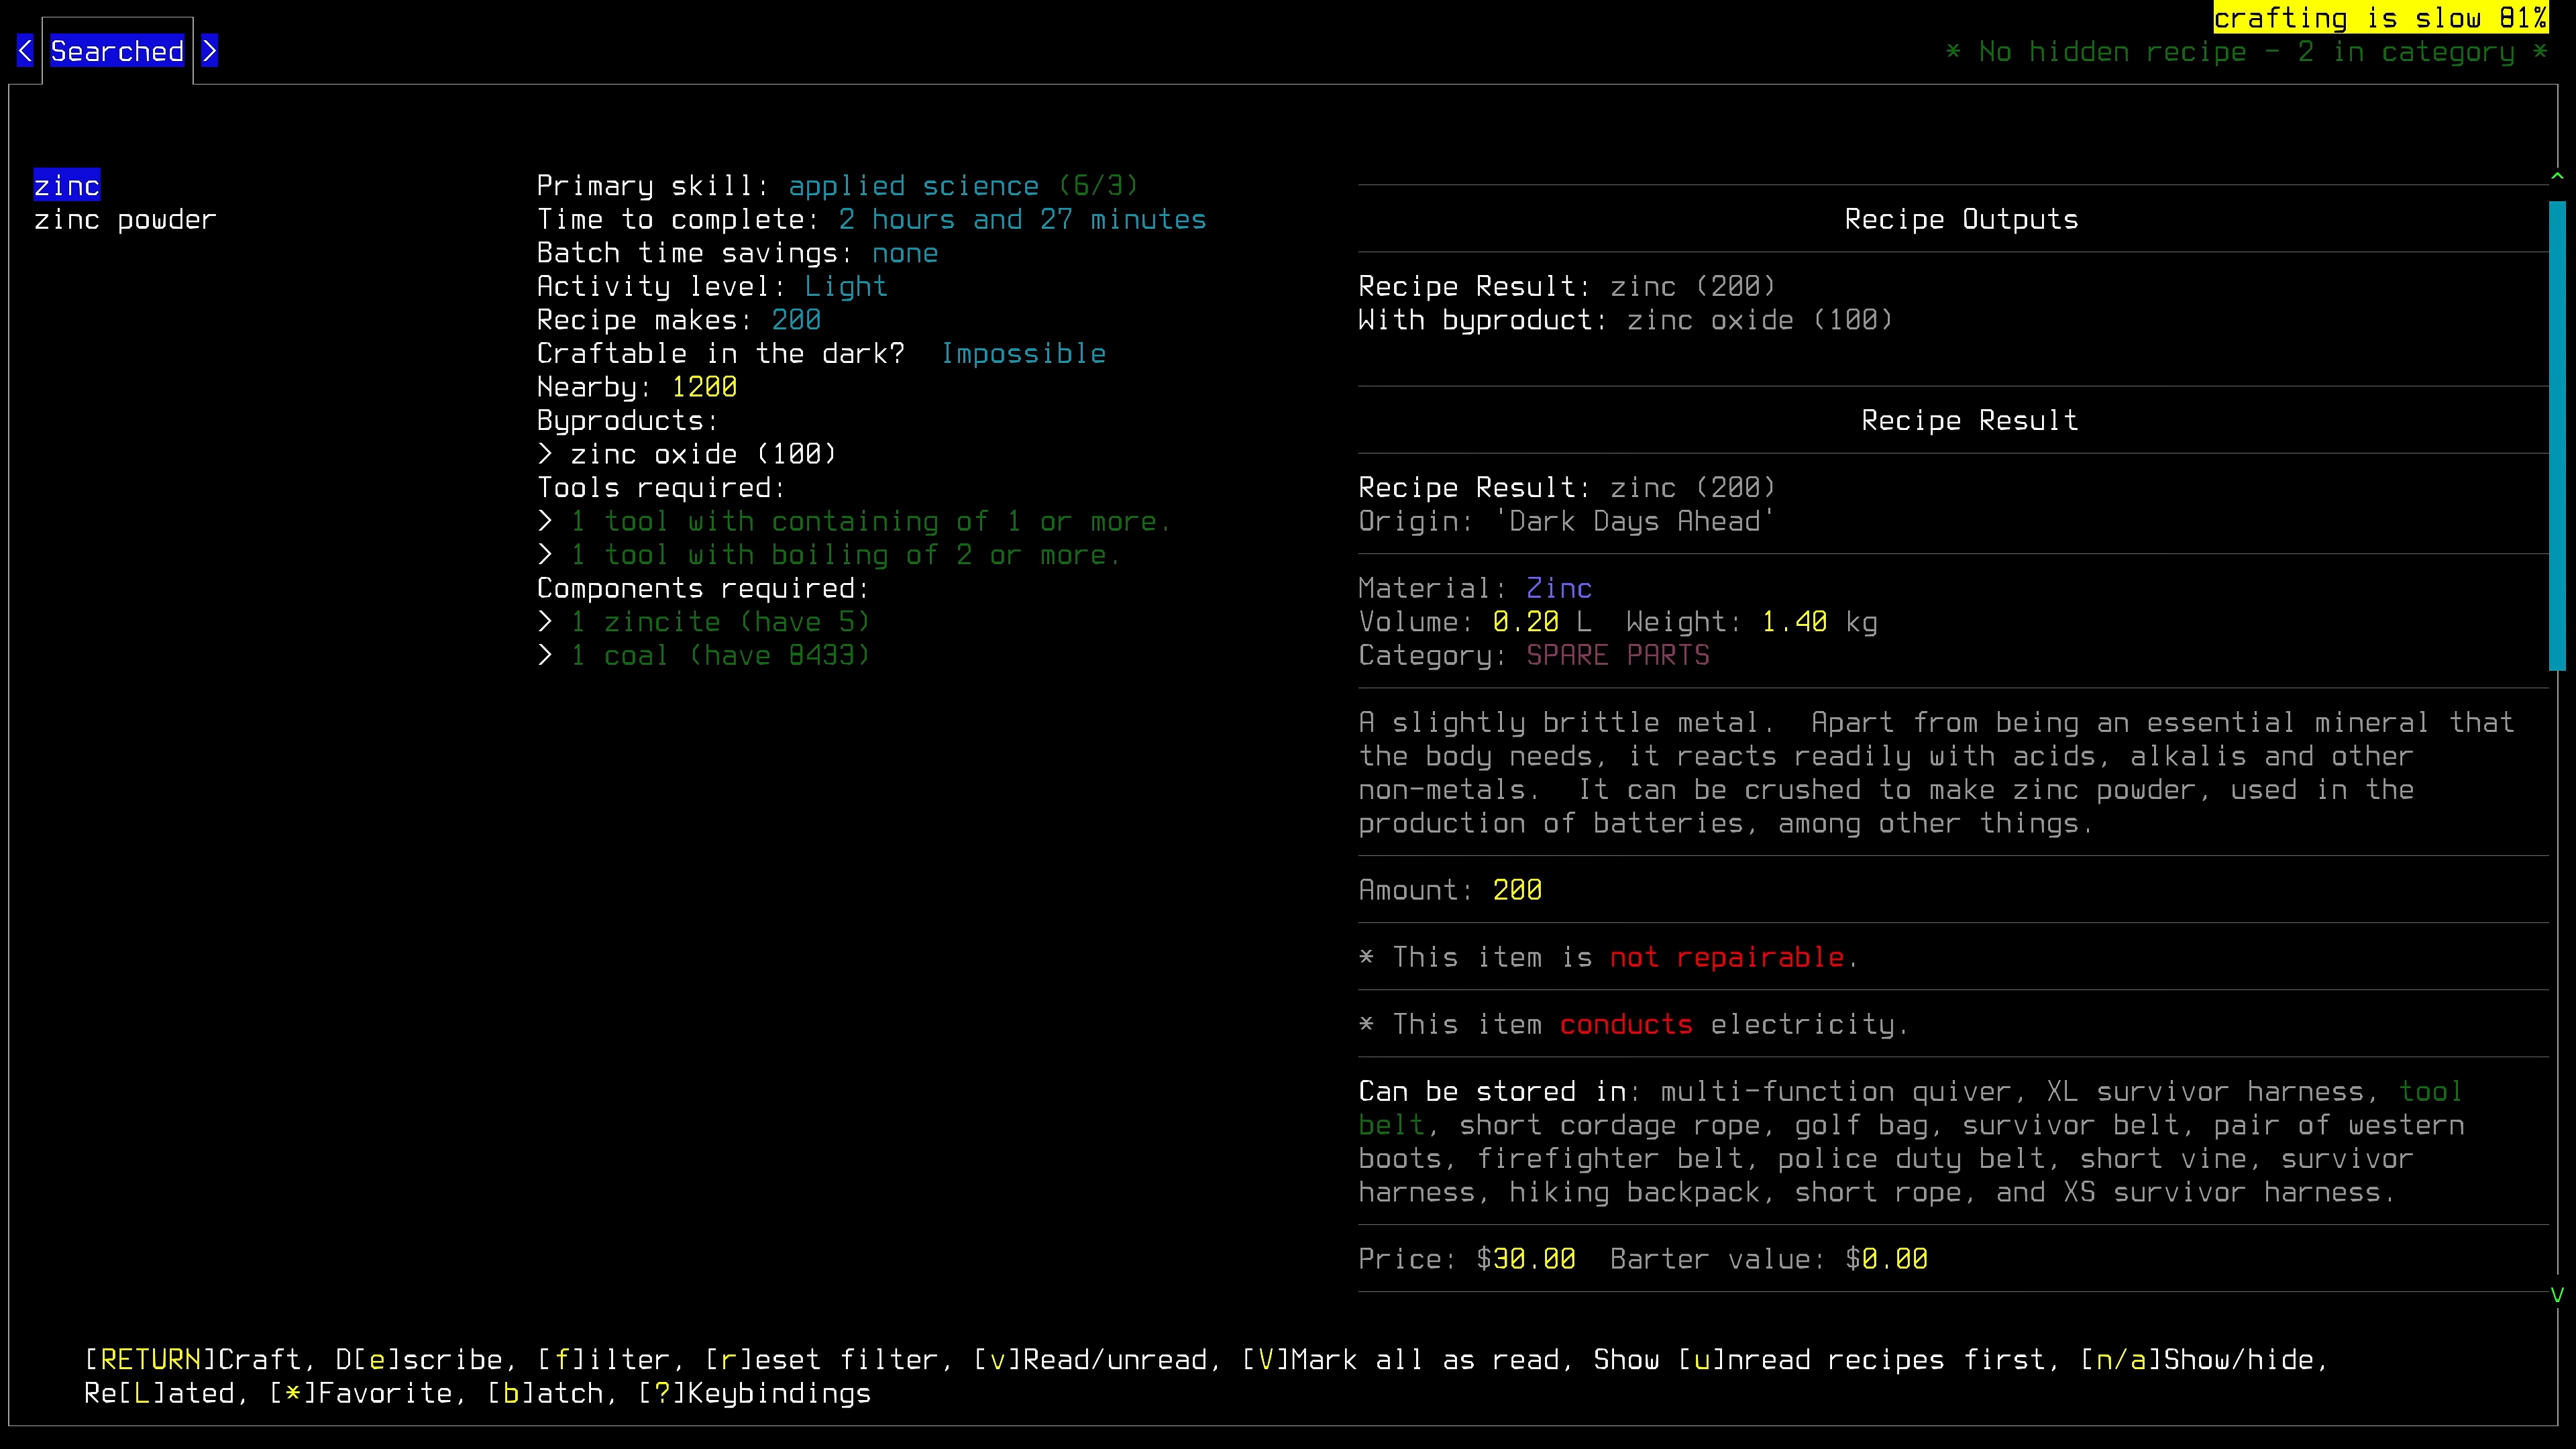 crafting is slow 81%
< Searched >
* No hidden recipe - 2 in category *
zinc
zinc powder
Primary skill: applied science (6/3)
Time to complete: 2 hours and 27 minutes
Batch time savings: none
Activity level: Light
Recipe makes: 200
Craftable in the dark?  Impossible
Nearby: 1200
Byproducts:
> zinc oxide (100)
Tools required:
> 1 tool with containing of 1 or more.
> 1 tool with boiling of 2 or more.
Components required:
> 1 zincite (have 5)
> 1 coal (have 8433)
Recipe Outputs
Recipe Result: zinc (200)
With byproduct: zinc oxide (100)
Recipe Result
Recipe Result: zinc (200)
Origin: 'Dark Days Ahead'
Material: Zinc
Volume: 0.20 L  Weight: 1.40 kg
Category: SPARE PARTS
A slightly brittle metal.  Apart from being an essential mineral that
the body needs, it reacts readily with acids, alkalis and other
non-metals.  It can be crushed to make zinc powder, used in the
production of batteries, among other things.
Amount: 200
* This item is not repairable.
* This item conducts electricity.
Can be stored in: multi-function quiver, XL survivor harness, tool
belt, short cordage rope, golf bag, survivor belt, pair of western
boots, firefighter belt, police duty belt, short vine, survivor
harness, hiking backpack, short rope, and XS survivor harness.
Price: $30.00  Barter value: $0.00
[RETURN]Craft, D[e]scribe, [f]ilter, [r]eset filter, [v]Read/unread, [V]Mark all as read, Show [u]nread recipes first, [n/a]Show/hide,
Re[L]ated, [*]Favorite, [b]atch, [?]Keybindings